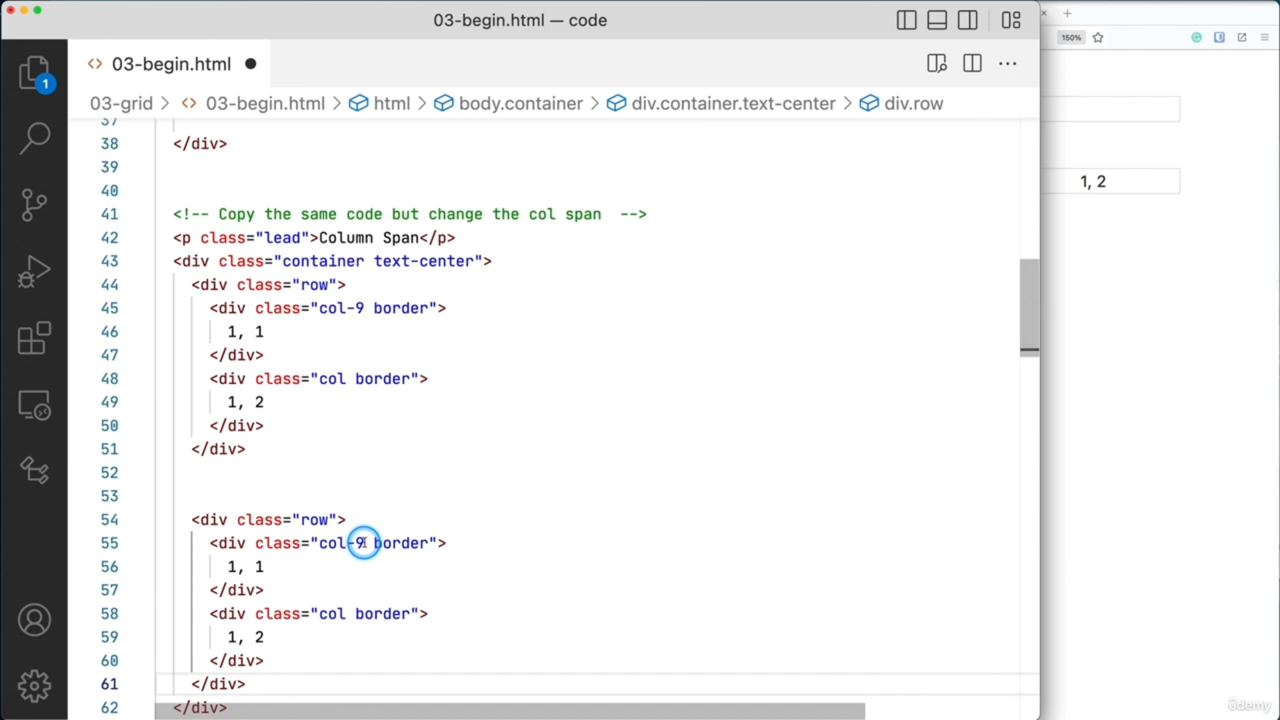 03-begin.html — code
150%
1
03-begin.html
03-grid > 03-begin.html > html > body.container > div.container.text-center > div.row
37
38 </div>
39
40
41 <!-- Copy the same code but change the col span  -->
42 <p class="lead">Column Span</p>
43 <div class="container text-center">
44 <div class="row">
45 <div class="col-9 border">
46 1, 1
47 </div>
48 <div class="col border">
49 1, 2
50 </div>
51 </div>
52
53
54 <div class="row">
55 <div class="col-9 border">
56 1, 1
57 </div>
58 <div class="col border">
59 1, 2
60 </div>
61 </div>
62 </div>
1, 2
ûdemy